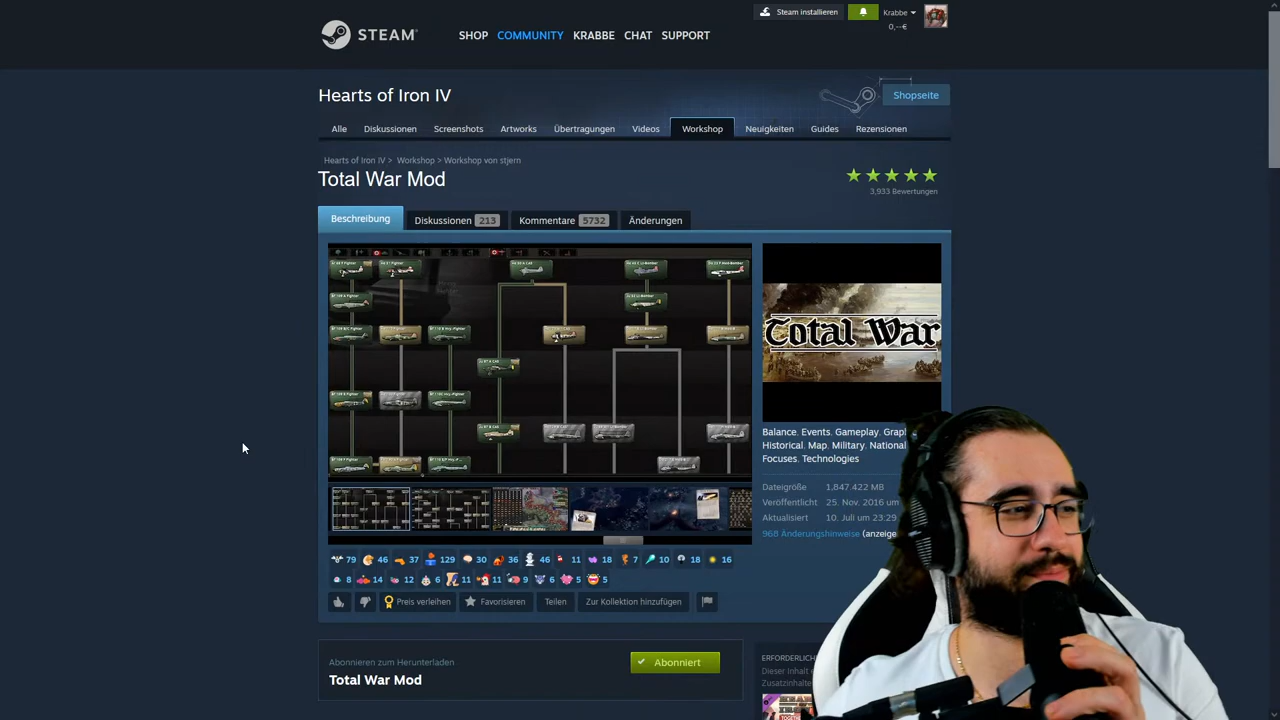 Steam installieren
Krabbe
0,--€
STEAM
SHOP COMMUNITY KRABBE CHAT SUPPORT
Hearts of Iron IV
Shopseite
Alle Diskussionen Screenshots Artworks Übertragungen Videos Workshop Neuigkeiten Guides Rezensionen
Hearts of Iron IV > Workshop > Workshop von stjern
Total War Mod
3,933 Bewertungen
Beschreibung Diskussionen 213 Kommentare 5732 Änderungen
Total War
Balance, Events, Gameplay,
Historical, Map, Military, National
Focuses, Technologies
Dateigröße 1,847.422 MB
Veröffentlicht 25. Nov. 2016 um
Aktualisiert 10. Juli um 23:29
968 Änderungshinweise (anzeige
79 46 37 129 30 36 46 11 18 7 10 18 16
8 14 12 6 11 11 9 6 5 5
Preis verleihen Favorisieren Teilen Zur Kollektion hinzufügen
Abonnieren zum Herunterladen
Total War Mod
Abonniert
ERFORDERLICH
Dieser Inhalt
Zusatzinhalte